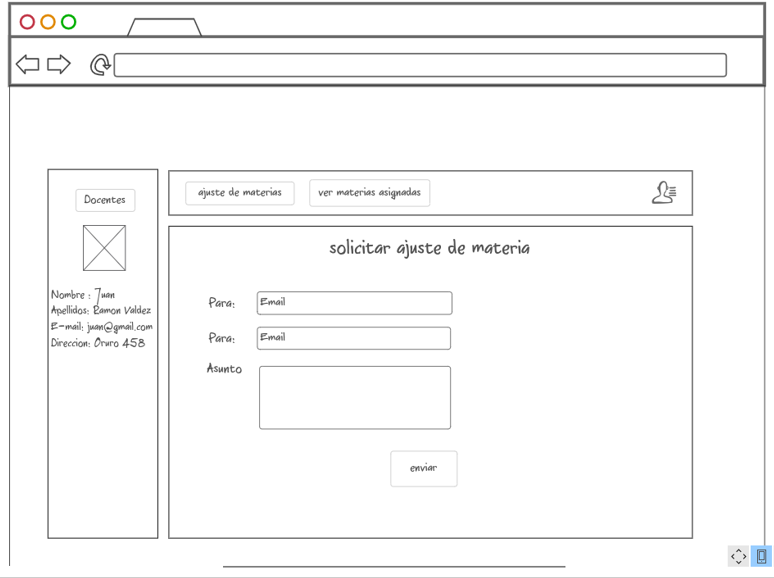 Docentes
Nombre : Juan
Apellidos: Ramon Valdez
E-mail: juan@gmail.com
Direccion: Oruro 458
ajuste de materias
ver materias asignadas
solicitar ajuste de materia
Para: Email
Para: Email
Asunto
enviar